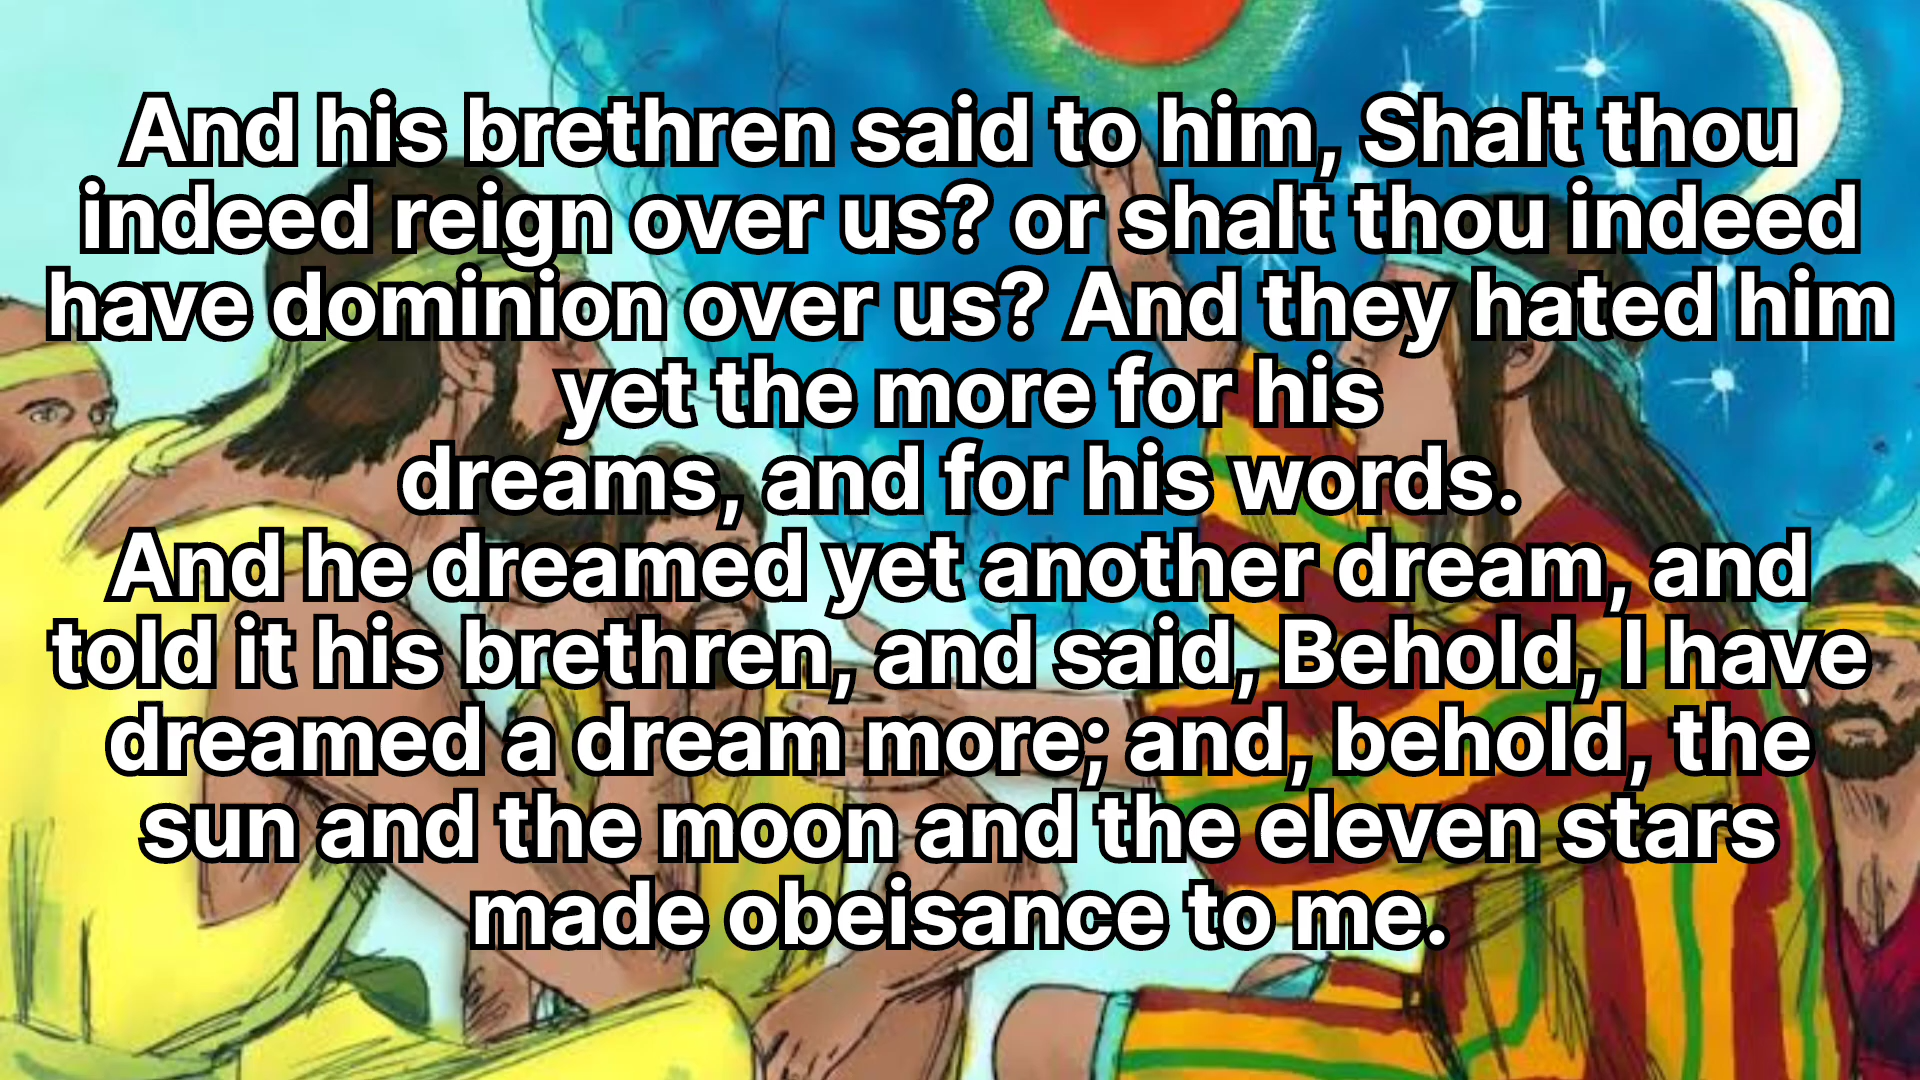 And his brethren said to him, Shalt thou
indeed reign over us? or shalt thou indeed
have dominion over us? And they hated him
yet the more for his
dreams, and for his words.
And he dreamed yet another dream, and
told it his brethren, and said, Behold, I have
dreamed a dream more; and, behold, the
sun and the moon and the eleven stars
made obeisance to me.